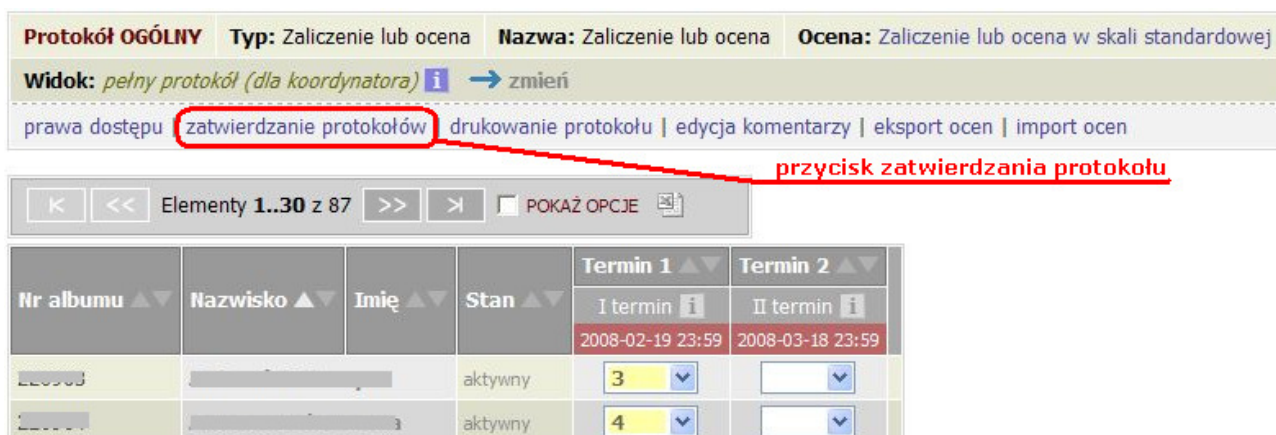 Protokół OGÓLNY Typ: Zaliczenie lub ocena Nazwa: Zaliczenie lub ocena Ocena: Zaliczenie lub ocena w skali standardowej
Widok: pełny protokół (dla koordynatora) i → zmień
prawa dostępu | zatwierdzanie protokołów | drukowanie protokołu | edycja komentarzy | eksport ocen | import ocen
przycisk zatwierdzania protokołu
K << Elementy 1..30 z 87 >> >| POKAŻ OPCJE
Termin 1 Termin 2
Nr albumu Nazwisko Imię Stan I termin i II termin i
2008-02-19 23:59 2008-03-18 23:59
aktywny 3
aktywny 4